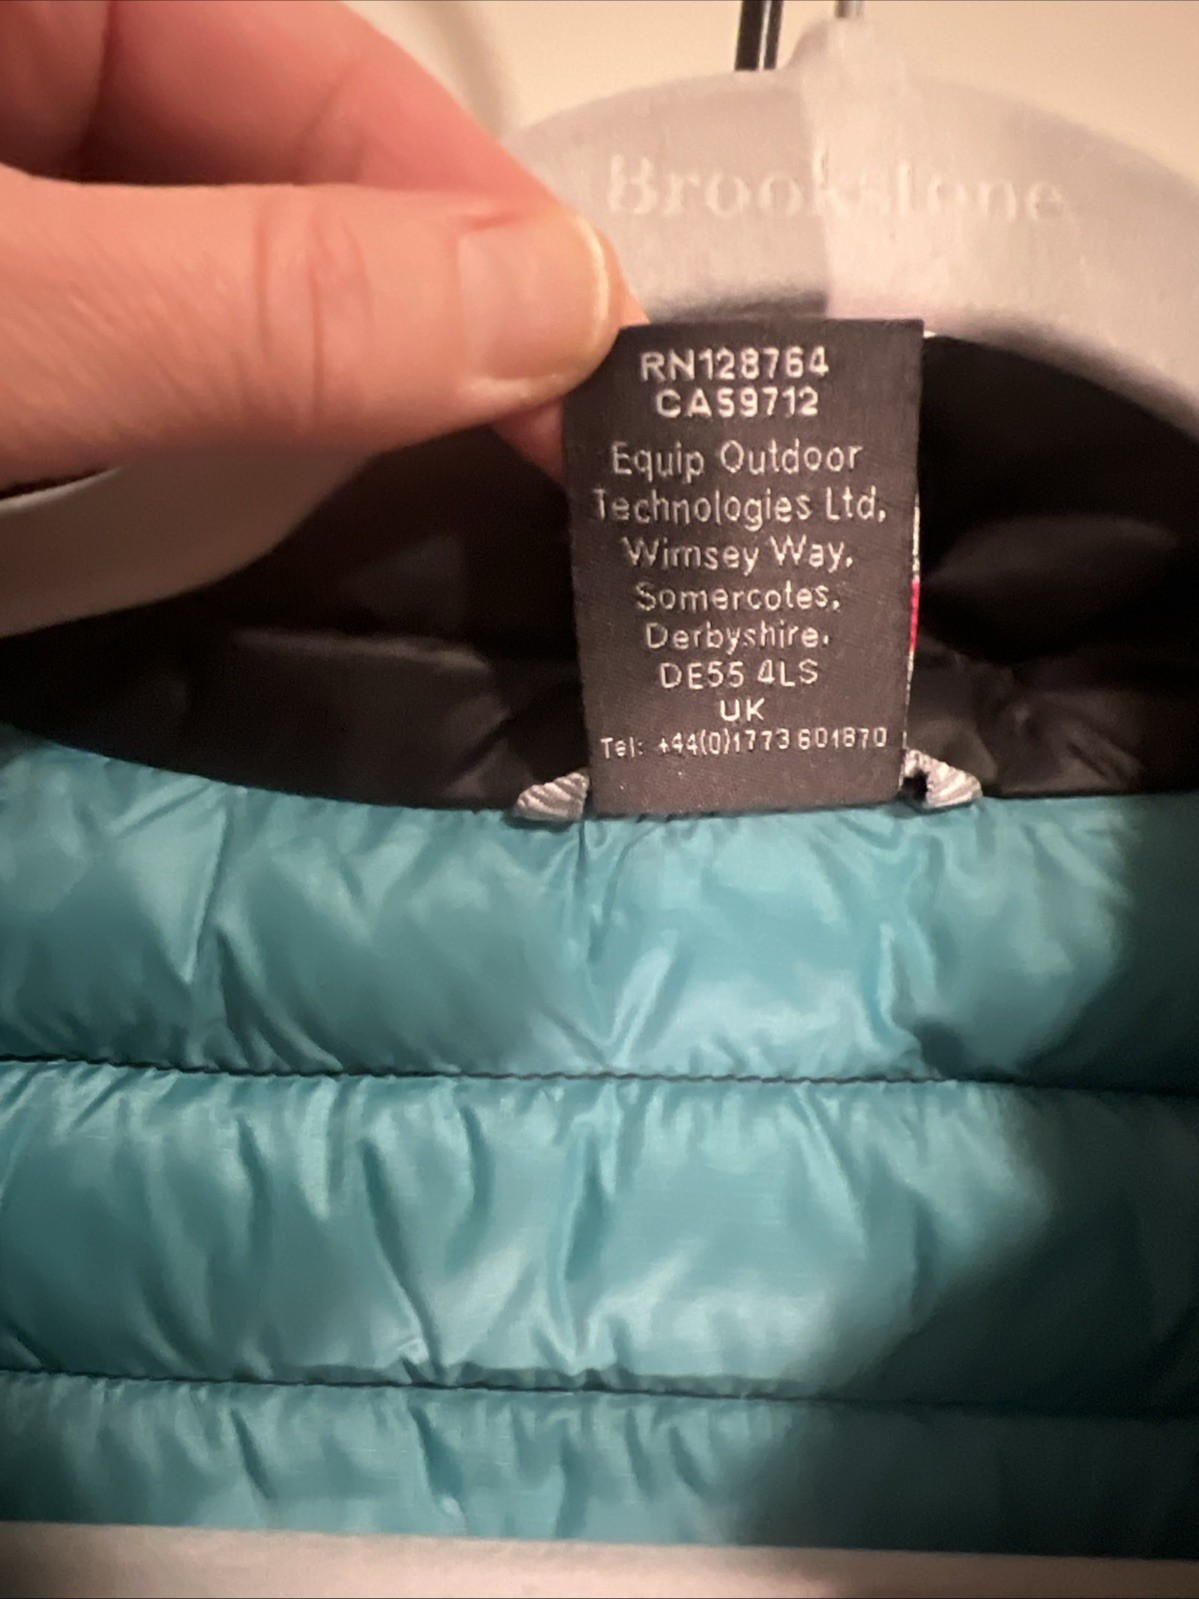 Brookstone
RN128764
CA59712
Equip Outdoor
Technologies Ltd,
Wimsey Way,
Somercotes,
Derbyshire,
DE55 4LS
UK
Tel: +44(0)1773 601870